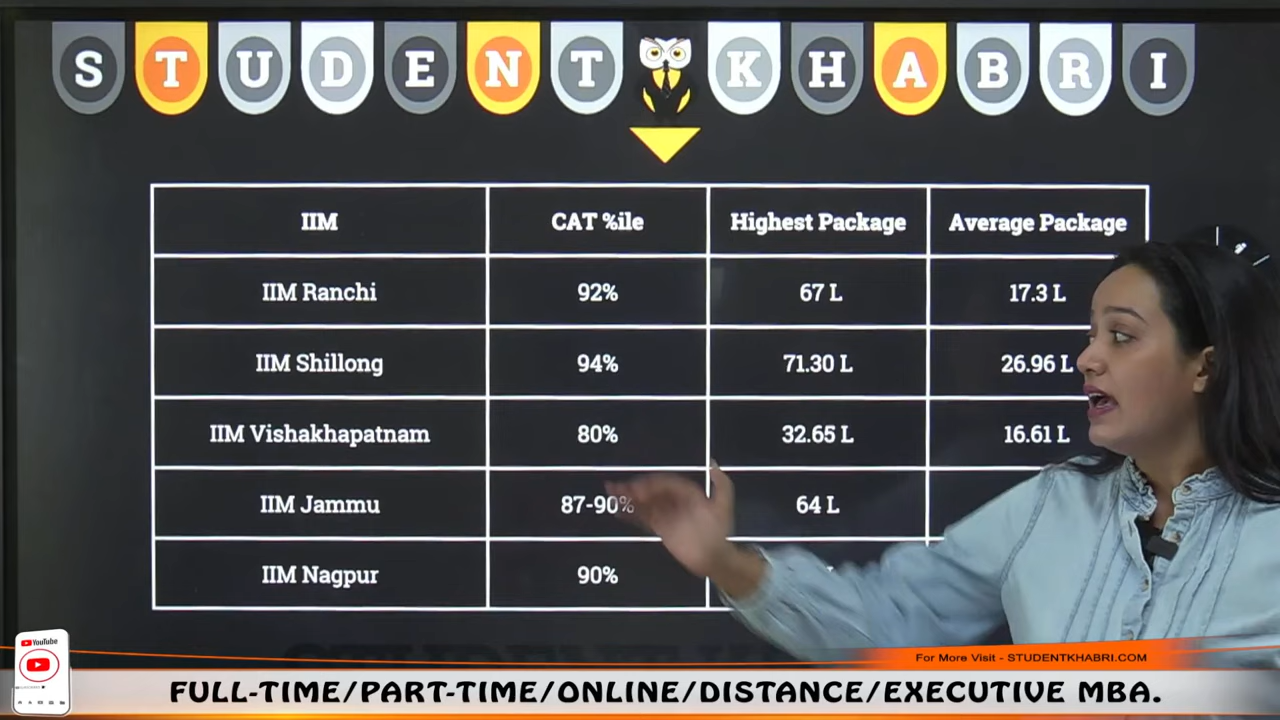 STUDENT KHABRI
IIM CAT %ile Highest Package Average Package
IIM Ranchi 92% 67 L 17.3 L
IIM Shillong 94% 71.30 L 26.96 L
IIM Vishakhapatnam 80% 32.65 L 16.61 L
IIM Jammu 87-90% 64 L
IIM Nagpur 90%
YouTube
For More Visit - STUDENTKHABRI.COM
FULL-TIME/PART-TIME/ONLINE/DISTANCE/EXECUTIVE MBA.